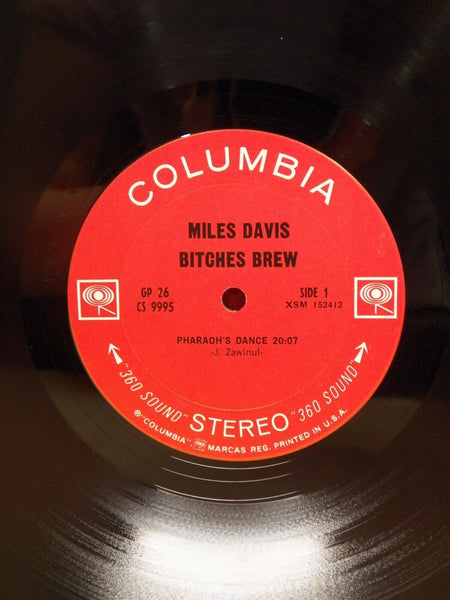 COLUMBIA
MILES DAVIS
BITCHES BREW
GP 26
CS 9995
SIDE 1
XSM 152412
PHARAOH'S DANCE 20:07
-J. Zawinul-
"360 SOUND" STEREO "360 SOUND"
℗"COLUMBIA", MARCAS REG. PRINTED IN U.S.A.